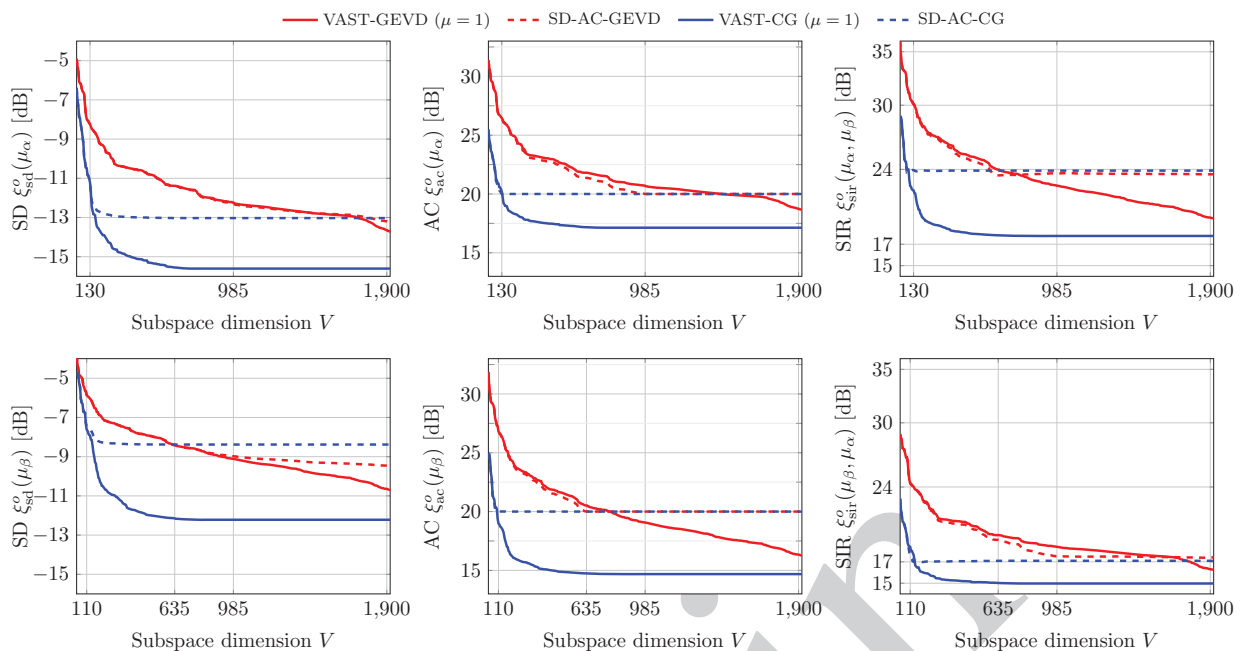 VAST-GEVD (μ = 1) SD-AC-GEVD VAST-CG (μ = 1) SD-AC-CG
SD ξ^o_sd(μ_α) [dB]
−5
−7
−9
−11
−13
−15
130 985 1,900
Subspace dimension V
AC ξ^o_ac(μ_α) [dB]
30
25
20
15
130 985 1,900
Subspace dimension V
SIR ξ^o_sir(μ_α, μ_β) [dB]
35
30
24
17
15
130 985 1,900
Subspace dimension V
SD ξ^o_sd(μ_β) [dB]
−5
−7
−9
−11
−13
−15
110 635 985 1,900
Subspace dimension V
AC ξ^o_ac(μ_β) [dB]
30
25
20
15
110 635 985 1,900
Subspace dimension V
SIR ξ^o_sir(μ_β, μ_α) [dB]
35
30
24
17
15
110 635 985 1,900
Subspace dimension V